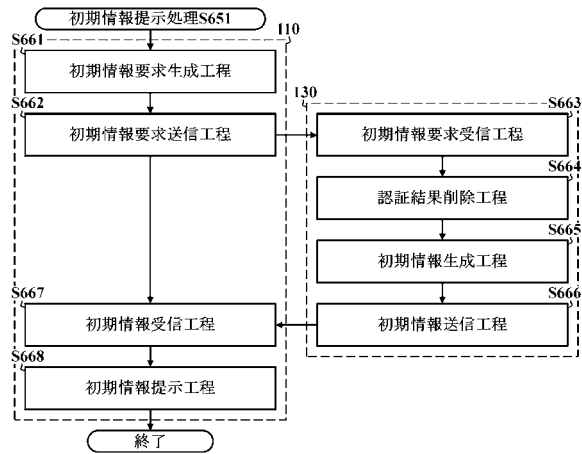 初期情報提示処理S651
110
S661
初期情報要求生成工程
S662
初期情報要求送信工程
130
S663
初期情報要求受信工程
S664
認証結果削除工程
S665
初期情報生成工程
S666
初期情報送信工程
S667
初期情報受信工程
S668
初期情報提示工程
終了